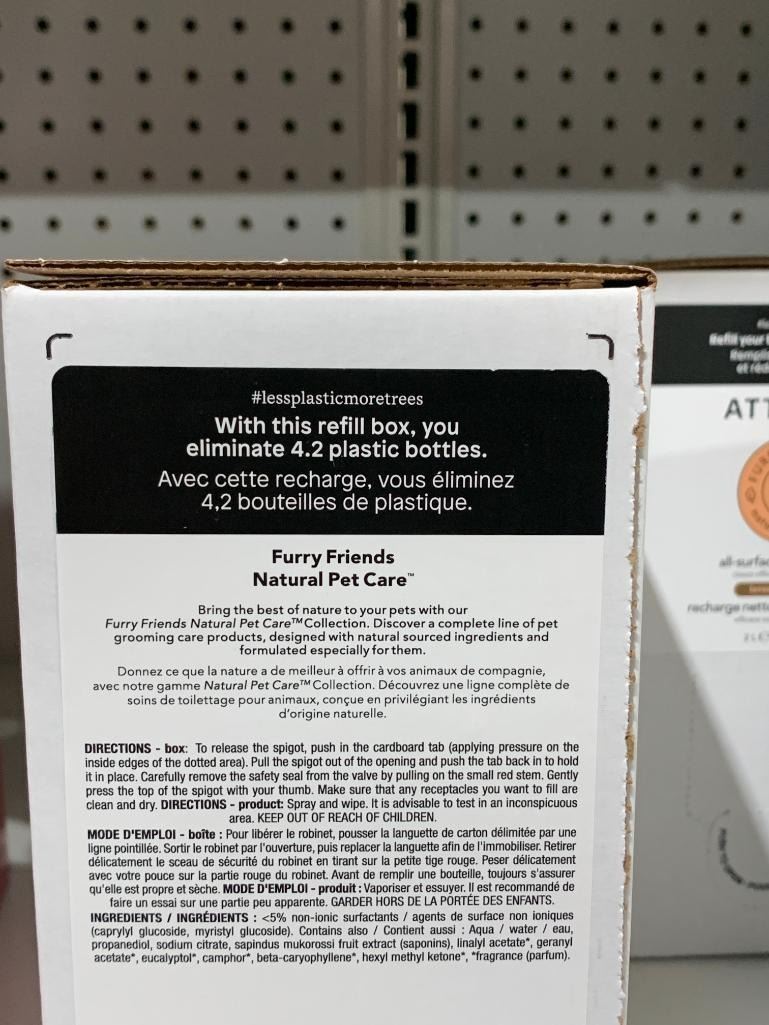 #lessplasticmoretrees
With this refill box, you
eliminate 4.2 plastic bottles.
Avec cette recharge, vous éliminez
4,2 bouteilles de plastique.
Furry Friends
Natural Pet Care™
Bring the best of nature to your pets with our
Furry Friends Natural Pet Care™ Collection. Discover a complete line of pet
grooming care products, designed with natural sourced ingredients and
formulated especially for them.
Donnez ce que la nature a de meilleur à offrir à vos animaux de compagnie,
avec notre gamme Natural Pet Care™ Collection. Découvrez une ligne complète de
soins de toilettage pour animaux, conçue en privilégiant les ingrédients
d'origine naturelle.
DIRECTIONS - box: To release the spigot, push in the cardboard tab (applying pressure on the
inside edges of the dotted area). Pull the spigot out of the opening and push the tab back in to hold
it in place. Carefully remove the safety seal from the valve by pulling on the small red stem. Gently
press the top of the spigot with your thumb. Make sure that any receptacles you want to fill are
clean and dry. DIRECTIONS - product: Spray and wipe. It is advisable to test in an inconspicuous
area. KEEP OUT OF REACH OF CHILDREN.
MODE D'EMPLOI - boîte : Pour libérer le robinet, pousser la languette de carton délimitée par une
ligne pointillée. Sortir le robinet par l'ouverture, puis replacer la languette afin de l'immobiliser. Retirer
délicatement le sceau de sécurité du robinet en tirant sur la petite tige rouge. Peser délicatement
avec votre pouce sur la partie rouge du robinet. Avant de remplir une bouteille, toujours s'assurer
qu'elle est propre et sèche. MODE D'EMPLOI - produit : Vaporiser et essuyer. Il est recommandé de
faire un essai sur une partie peu apparente. GARDER HORS DE LA PORTÉE DES ENFANTS.
INGREDIENTS / INGRÉDIENTS : <5% non-ionic surfactants / agents de surface non ioniques
(caprylyl glucoside, myristyl glucoside). Contains also / Contient aussi : Aqua / water / eau,
propanediol, sodium citrate, sapindus mukorossi fruit extract (saponins), linalyl acetate*, geranyl
acetate*, eucalyptol*, camphor*, beta-caryophyllene*, hexyl methyl ketone*, *fragrance (parfum).
Refill your
ATT
all-surfac
recharge nett